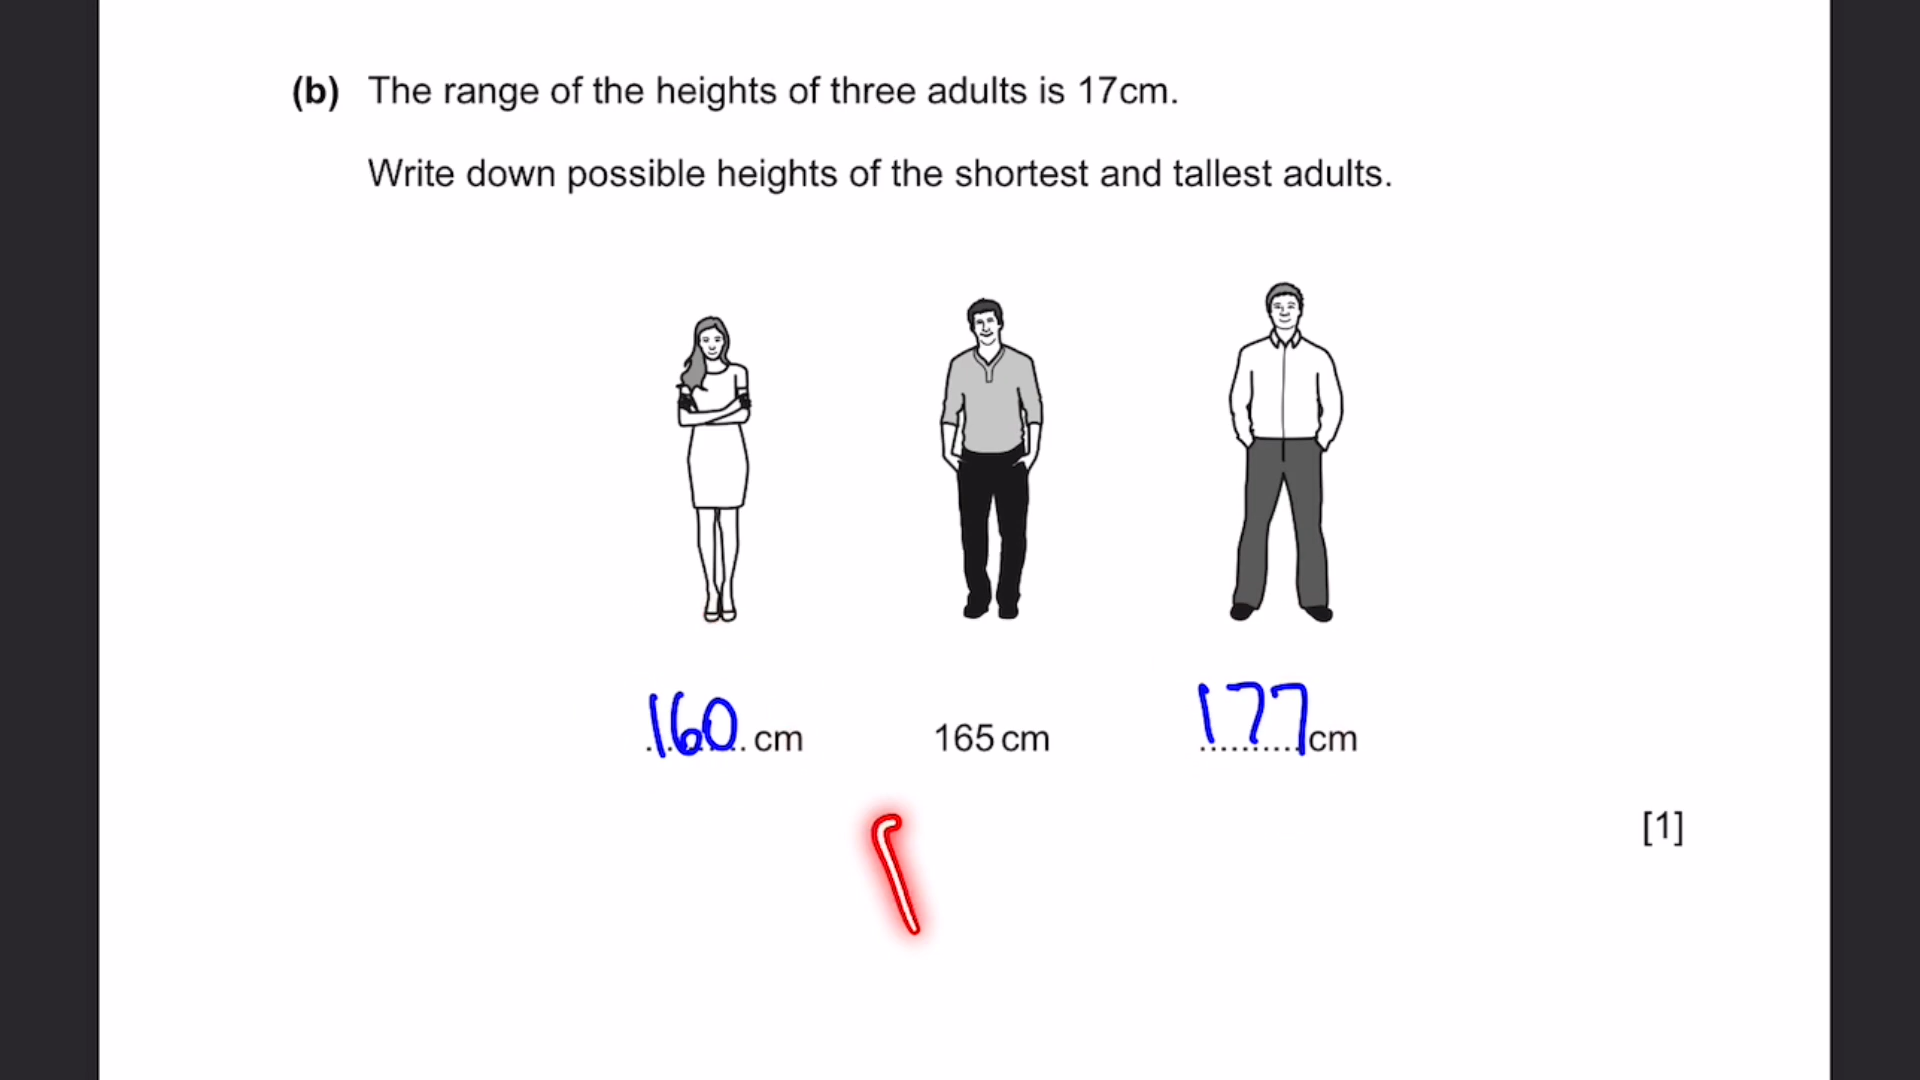 (b) The range of the heights of three adults is 17cm.
Write down possible heights of the shortest and tallest adults.
160 cm 165 cm 177 cm
[1]